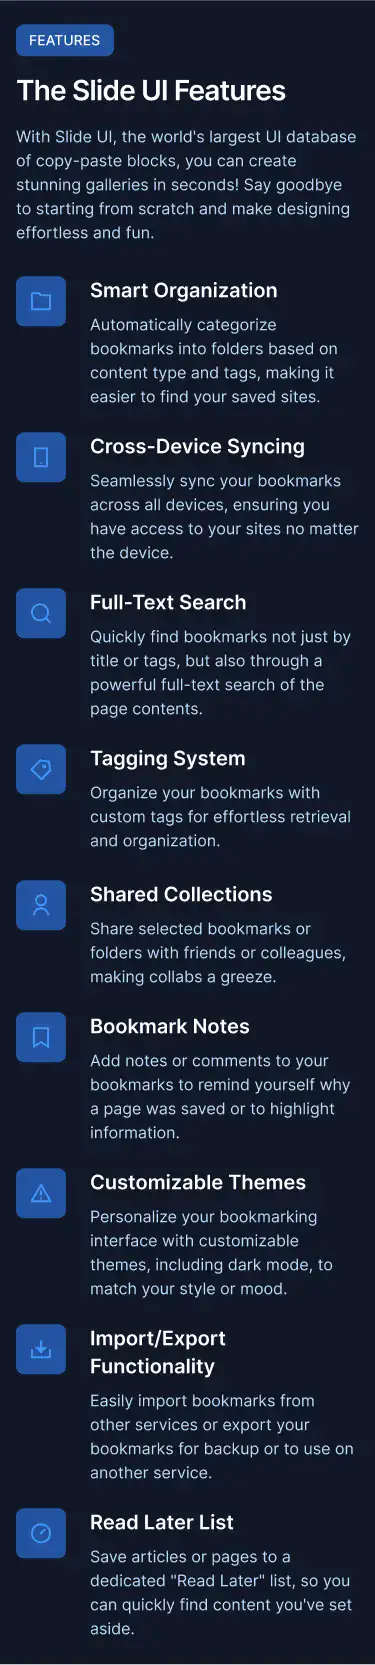 FEATURES
The Slide UI Features
With Slide UI, the world's largest UI database
of copy-paste blocks, you can create
stunning galleries in seconds! Say goodbye
to starting from scratch and make designing
effortless and fun.
Smart Organization
Automatically categorize
bookmarks into folders based on
content type and tags, making it
easier to find your saved sites.
Cross-Device Syncing
Seamlessly sync your bookmarks
across all devices, ensuring you
have access to your sites no matter
the device.
Full-Text Search
Quickly find bookmarks not just by
title or tags, but also through a
powerful full-text search of the
page contents.
Tagging System
Organize your bookmarks with
custom tags for effortless retrieval
and organization.
Shared Collections
Share selected bookmarks or
folders with friends or colleagues,
making collabs a greeze.
Bookmark Notes
Add notes or comments to your
bookmarks to remind yourself why
a page was saved or to highlight
information.
Customizable Themes
Personalize your bookmarking
interface with customizable
themes, including dark mode, to
match your style or mood.
Import/Export
Functionality
Easily import bookmarks from
other services or export your
bookmarks for backup or to use on
another service.
Read Later List
Save articles or pages to a
dedicated "Read Later" list, so you
can quickly find content you've set
aside.